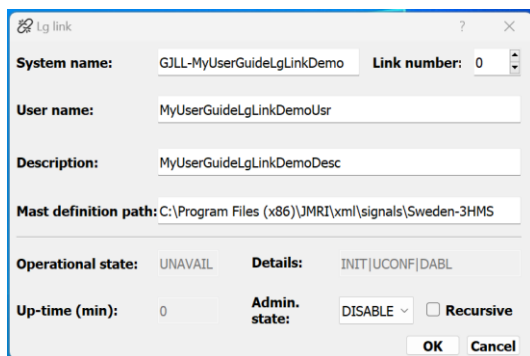 Lg link
System name: GJLL-MyUserGuideLgLinkDemo Link number: 0
User name: MyUserGuideLgLinkDemoUsr
Description: MyUserGuideLgLinkDemoDesc
Mast definition path: C:\Program Files (x86)\JMRI\xml\signals\Sweden-3HMS
Operational state: UNAVAIL Details: INIT|UCONF|DABL
Up-time (min): 0 Admin. state: DISABLE Recursive
OK Cancel